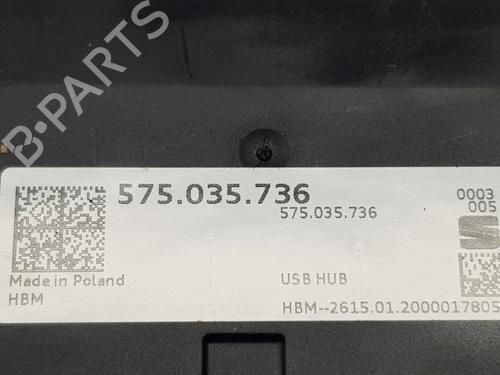 575.035.736
575.035.736
0003
005
Made in Poland
HBM
USB HUB
HBM--2615.01.2000017805
B-PARTS